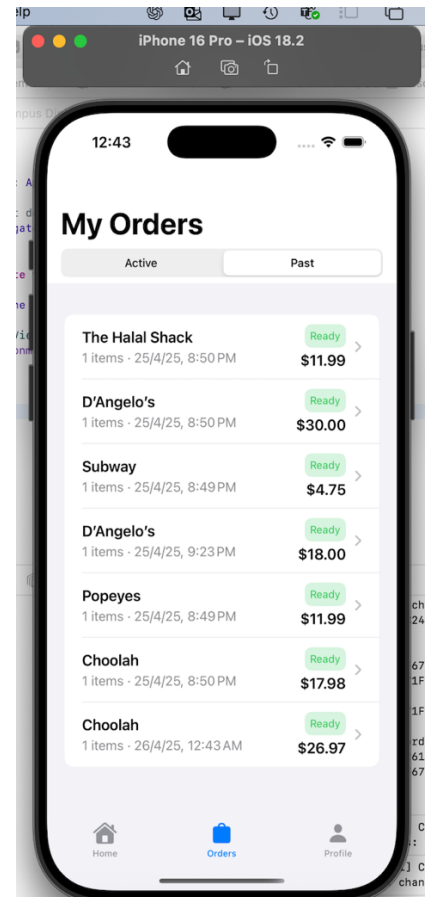 elp
iPhone 16 Pro – iOS 18.2
12:43
My Orders
Active
Past
The Halal Shack
Ready
1 items · 25/4/25, 8:50 PM
$11.99
D’Angelo’s
Ready
1 items · 25/4/25, 8:50 PM
$30.00
Subway
Ready
1 items · 25/4/25, 8:49 PM
$4.75
D’Angelo’s
Ready
1 items · 25/4/25, 9:23 PM
$18.00
Popeyes
Ready
1 items · 25/4/25, 8:49 PM
$11.99
Choolah
Ready
1 items · 25/4/25, 8:50 PM
$17.98
Choolah
Ready
1 items · 26/4/25, 12:43 AM
$26.97
Home
Orders
Profile